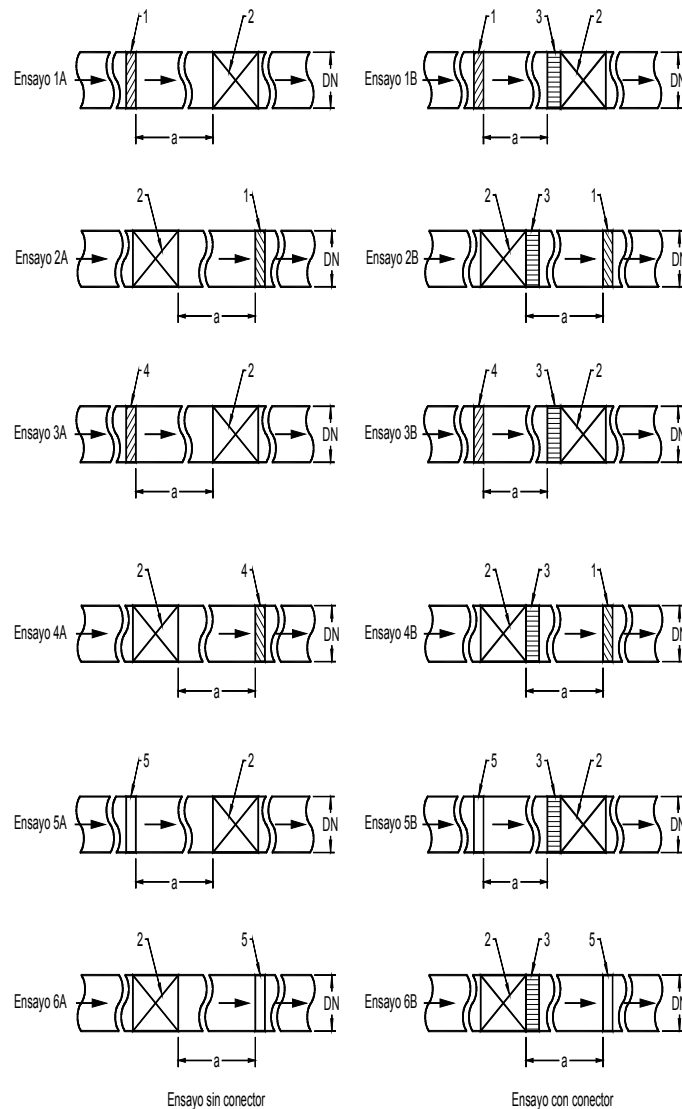 1 2 1 3 2
Ensayo 1A DN Ensayo 1B DN
a a
2 1 2 3 1
Ensayo 2A DN Ensayo 2B DN
a a
4 2 4 3 2
Ensayo 3A DN Ensayo 3B DN
a a
2 4 2 3 1
Ensayo 4A DN Ensayo 4B DN
a a
5 2 5 3 2
Ensayo 5A DN Ensayo 5B DN
a a
2 5 2 3 5
Ensayo 6A DN Ensayo 6B DN
a a
Ensayo sin conector Ensayo con conector